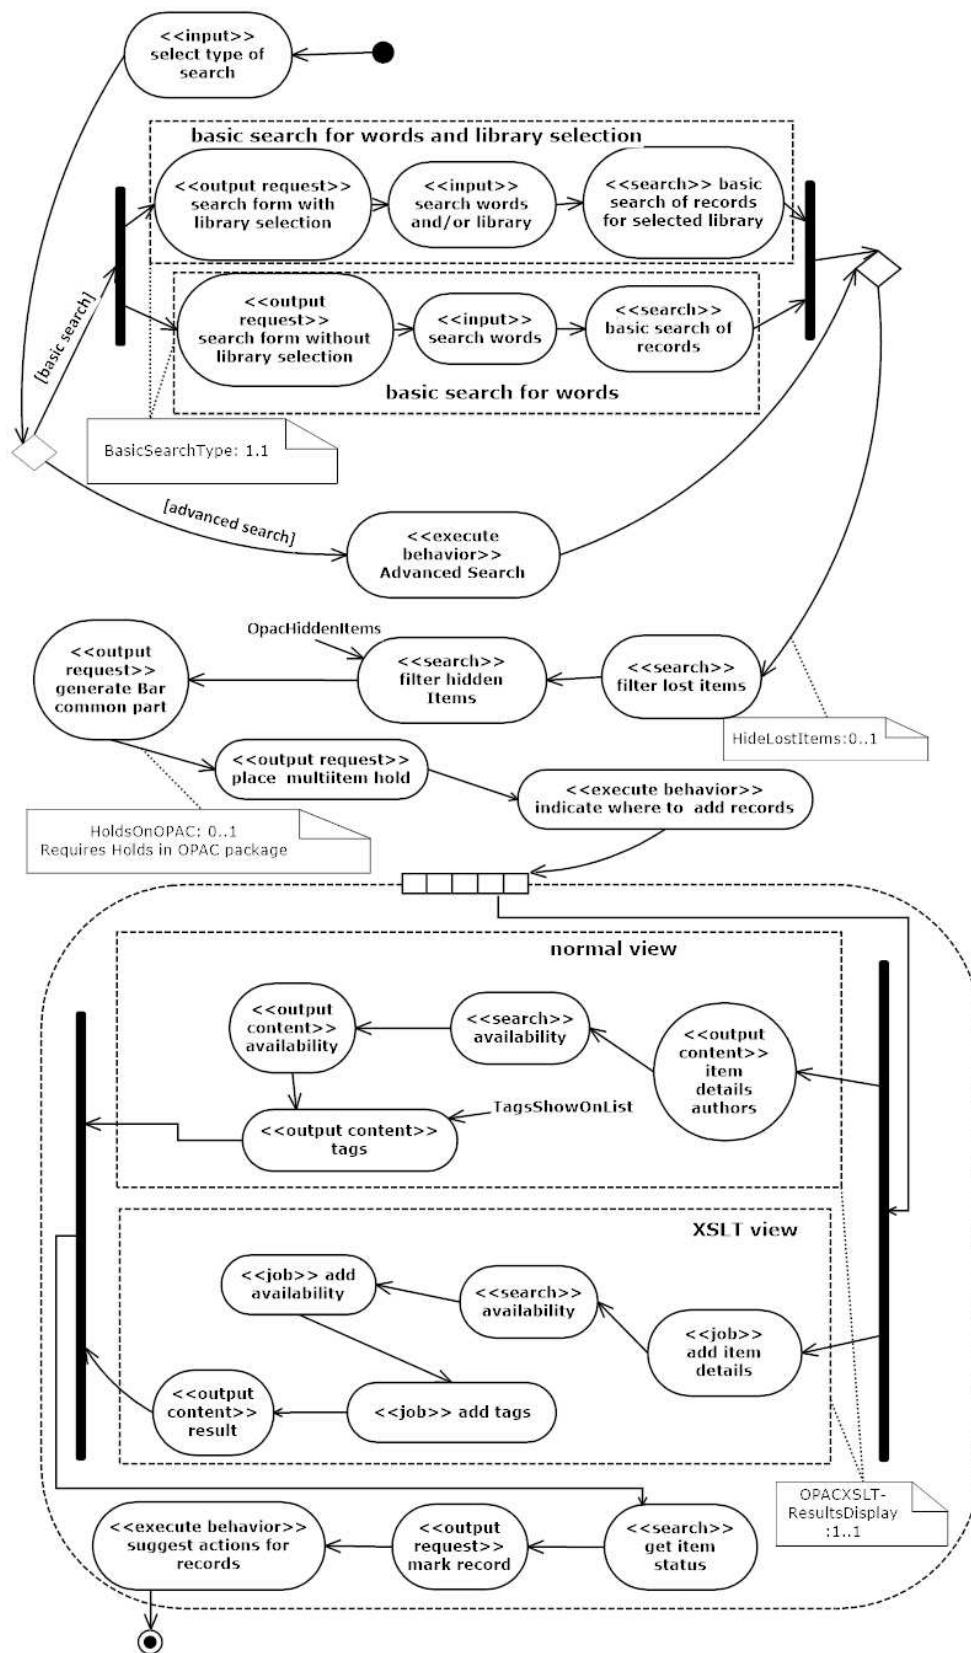 <<input>>
select type of
search
basic search for words and library selection
<<output request>>
search form with
library selection
<<input>>
search words
and/or library
<<search>> basic
search of records
for selected library
[basic search]
<<output
request>>
search form without
library selection
<<input>>
search words
<<search>>
basic search of
records
basic search for words
BasicSearchType: 1.1
[advanced search]
<<execute
behavior>>
Advanced Search
OpacHiddenItems
<<output
request>>
generate Bar
common part
<<search>>
filter hidden
Items
<<search>>
filter lost items
HideLostItems:0..1
<<output request>>
place multiitem hold
<<execute behavior>>
indicate where to add records
HoldsOnOPAC: 0..1
Requires Holds in OPAC package
normal view
<<output
content>>
availability
<<search>>
availability
<<output
content>>
item
details
authors
TagsShowOnList
<<output content>>
tags
XSLT view
<<job>> add
availability
<<search>>
availability
<<job>>
add item
details
<<output
content>>
result
<<job>> add tags
OPACXSLT-
ResultsDisplay
:1..1
<<execute behavior>>
suggest actions for
records
<<output
request>>
mark record
<<search>>
get item
status